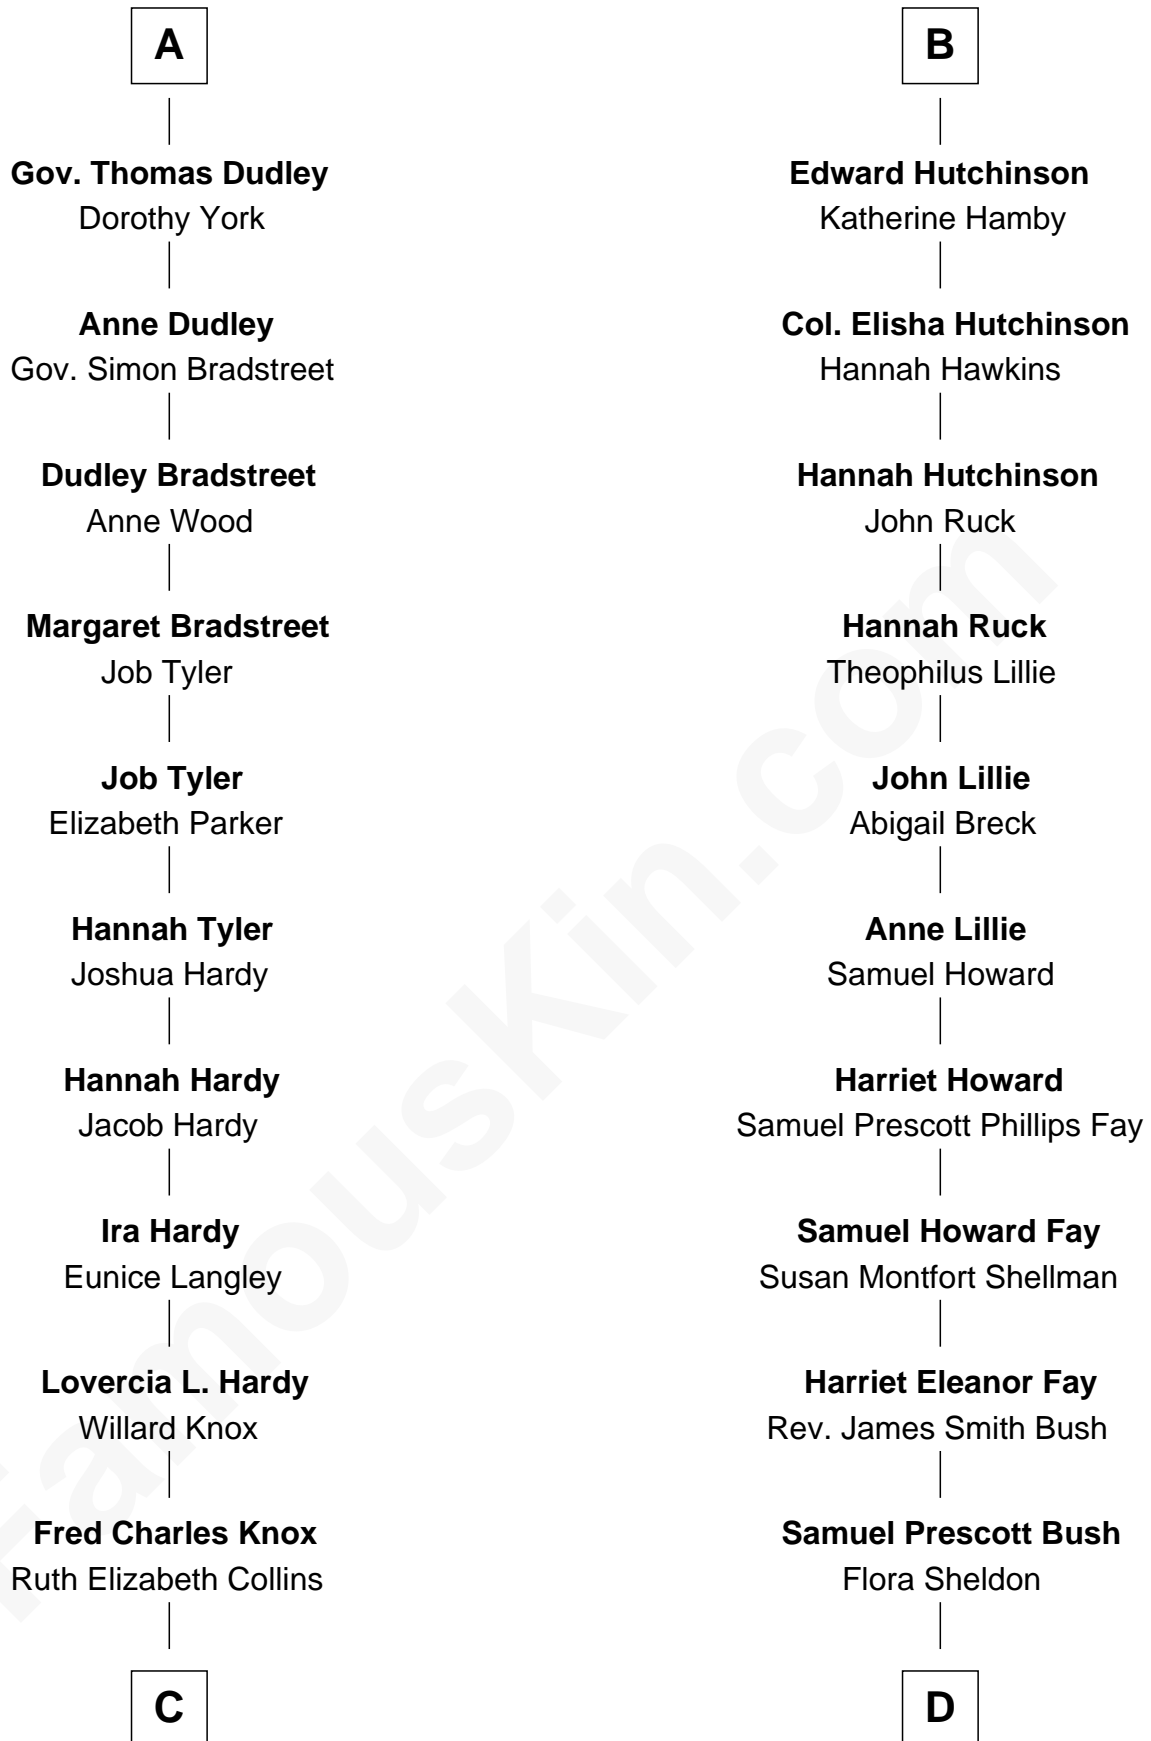 A
Gov. Thomas Dudley
Dorothy York
Anne Dudley
Gov. Simon Bradstreet
Dudley Bradstreet
Anne Wood
Margaret Bradstreet
Job Tyler
Job Tyler
Elizabeth Parker
Hannah Tyler
Joshua Hardy
Hannah Hardy
Jacob Hardy
Ira Hardy
Eunice Langley
Lovercia L. Hardy
Willard Knox
Fred Charles Knox
Ruth Elizabeth Collins
C
B
Edward Hutchinson
Katherine Hamby
Col. Elisha Hutchinson
Hannah Hawkins
Hannah Hutchinson
John Ruck
Hannah Ruck
Theophilus Lillie
John Lillie
Abigail Breck
Anne Lillie
Samuel Howard
Harriet Howard
Samuel Prescott Phillips Fay
Samuel Howard Fay
Susan Montfort Shellman
Harriet Eleanor Fay
Rev. James Smith Bush
Samuel Prescott Bush
Flora Sheldon
D
FamousKin.com